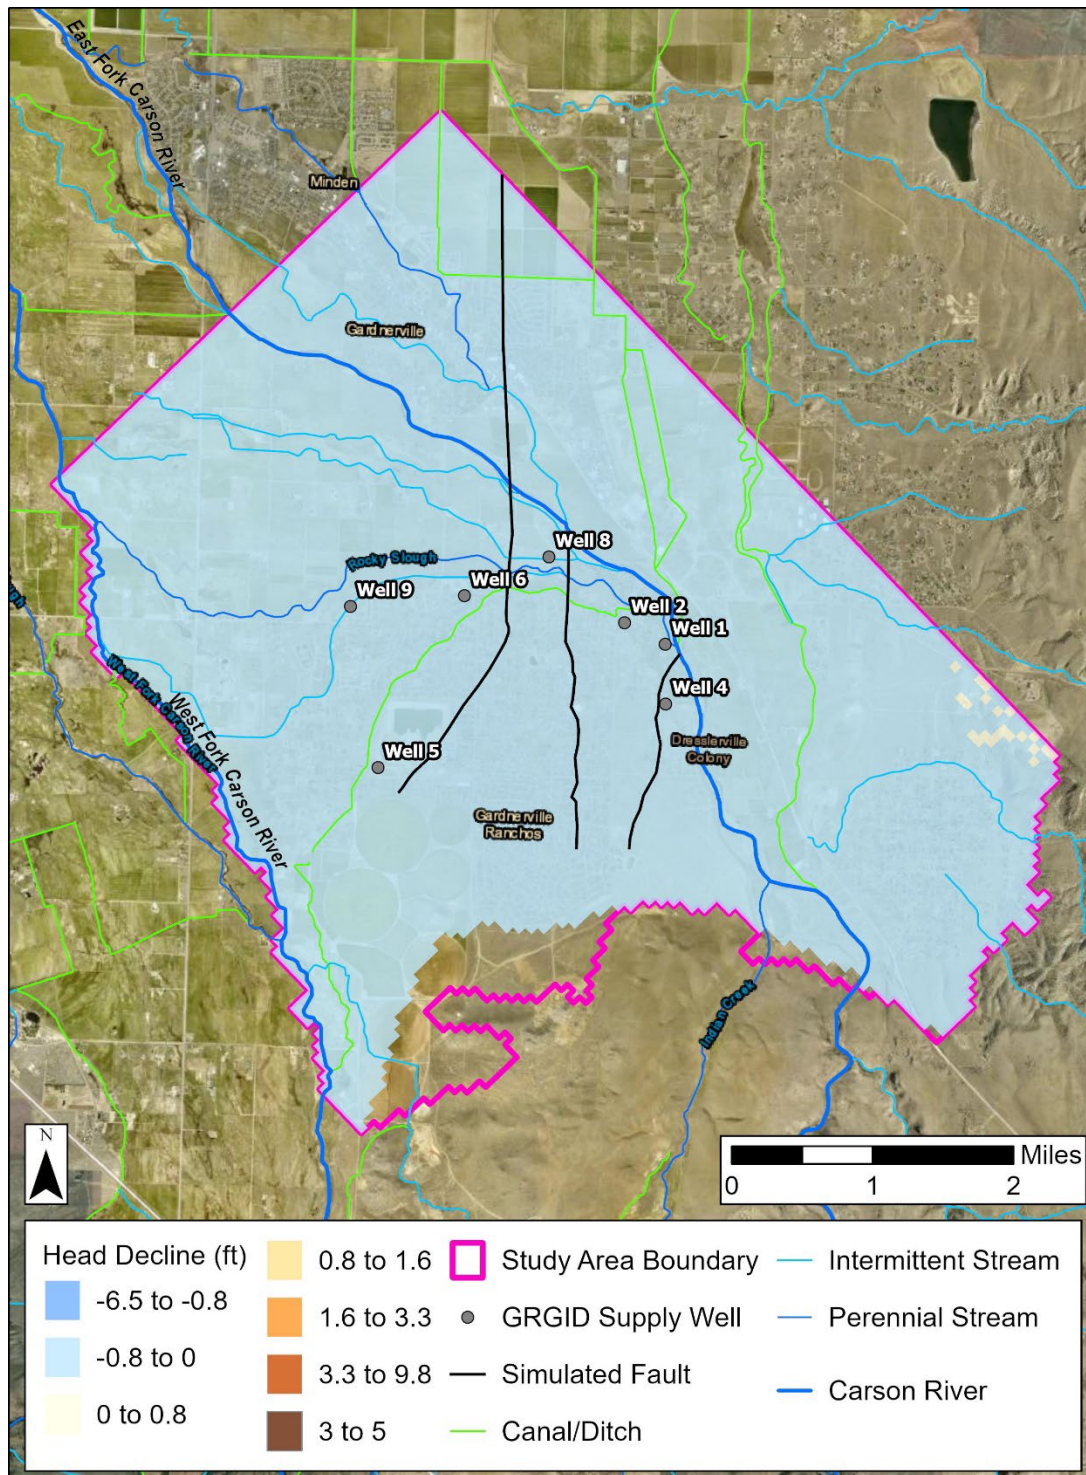 East Fork Carson River
Minden
Gardnerville
Well 8
Rocky Slough
Well 6
Well 9
Well 2
Well 1
West Fork Carson River
West Fork Carson River
Well 4
Dresslerville
Colony
Well 5
Gardnerville
Ranchos
Indian Creek
N
Miles
0 1 2
Head Decline (ft)
-6.5 to -0.8
-0.8 to 0
0 to 0.8
0.8 to 1.6
1.6 to 3.3
3.3 to 9.8
3 to 5
Study Area Boundary
GRGID Supply Well
Simulated Fault
Canal/Ditch
Intermittent Stream
Perennial Stream
Carson River